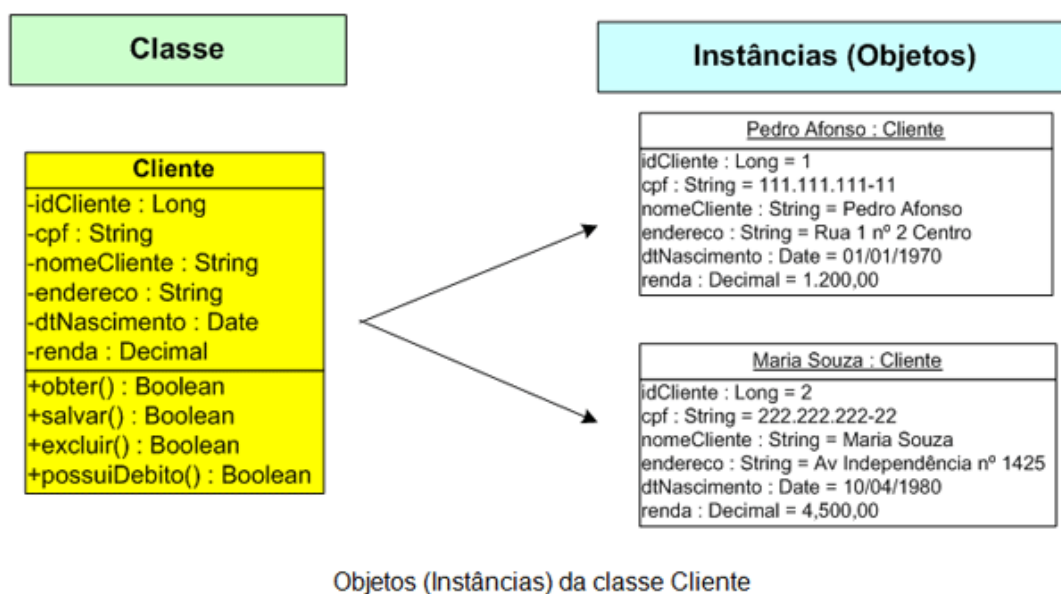 Classe
Instâncias (Objetos)
Cliente
-idCliente : Long
-cpf : String
-nomeCliente : String
-endereco : String
-dtNascimento : Date
-renda : Decimal
+obter() : Boolean
+salvar() : Boolean
+excluir() : Boolean
+possuiDebito() : Boolean
Pedro Afonso : Cliente
idCliente : Long = 1
cpf : String = 111.111.111-11
nomeCliente : String = Pedro Afonso
endereco : String = Rua 1 nº 2 Centro
dtNascimento : Date = 01/01/1970
renda : Decimal = 1.200,00
Maria Souza : Cliente
idCliente : Long = 2
cpf : String = 222.222.222-22
nomeCliente : String = Maria Souza
endereco : String = Av Independência nº 1425
dtNascimento : Date = 10/04/1980
renda : Decimal = 4,500,00
Objetos (Instâncias) da classe Cliente